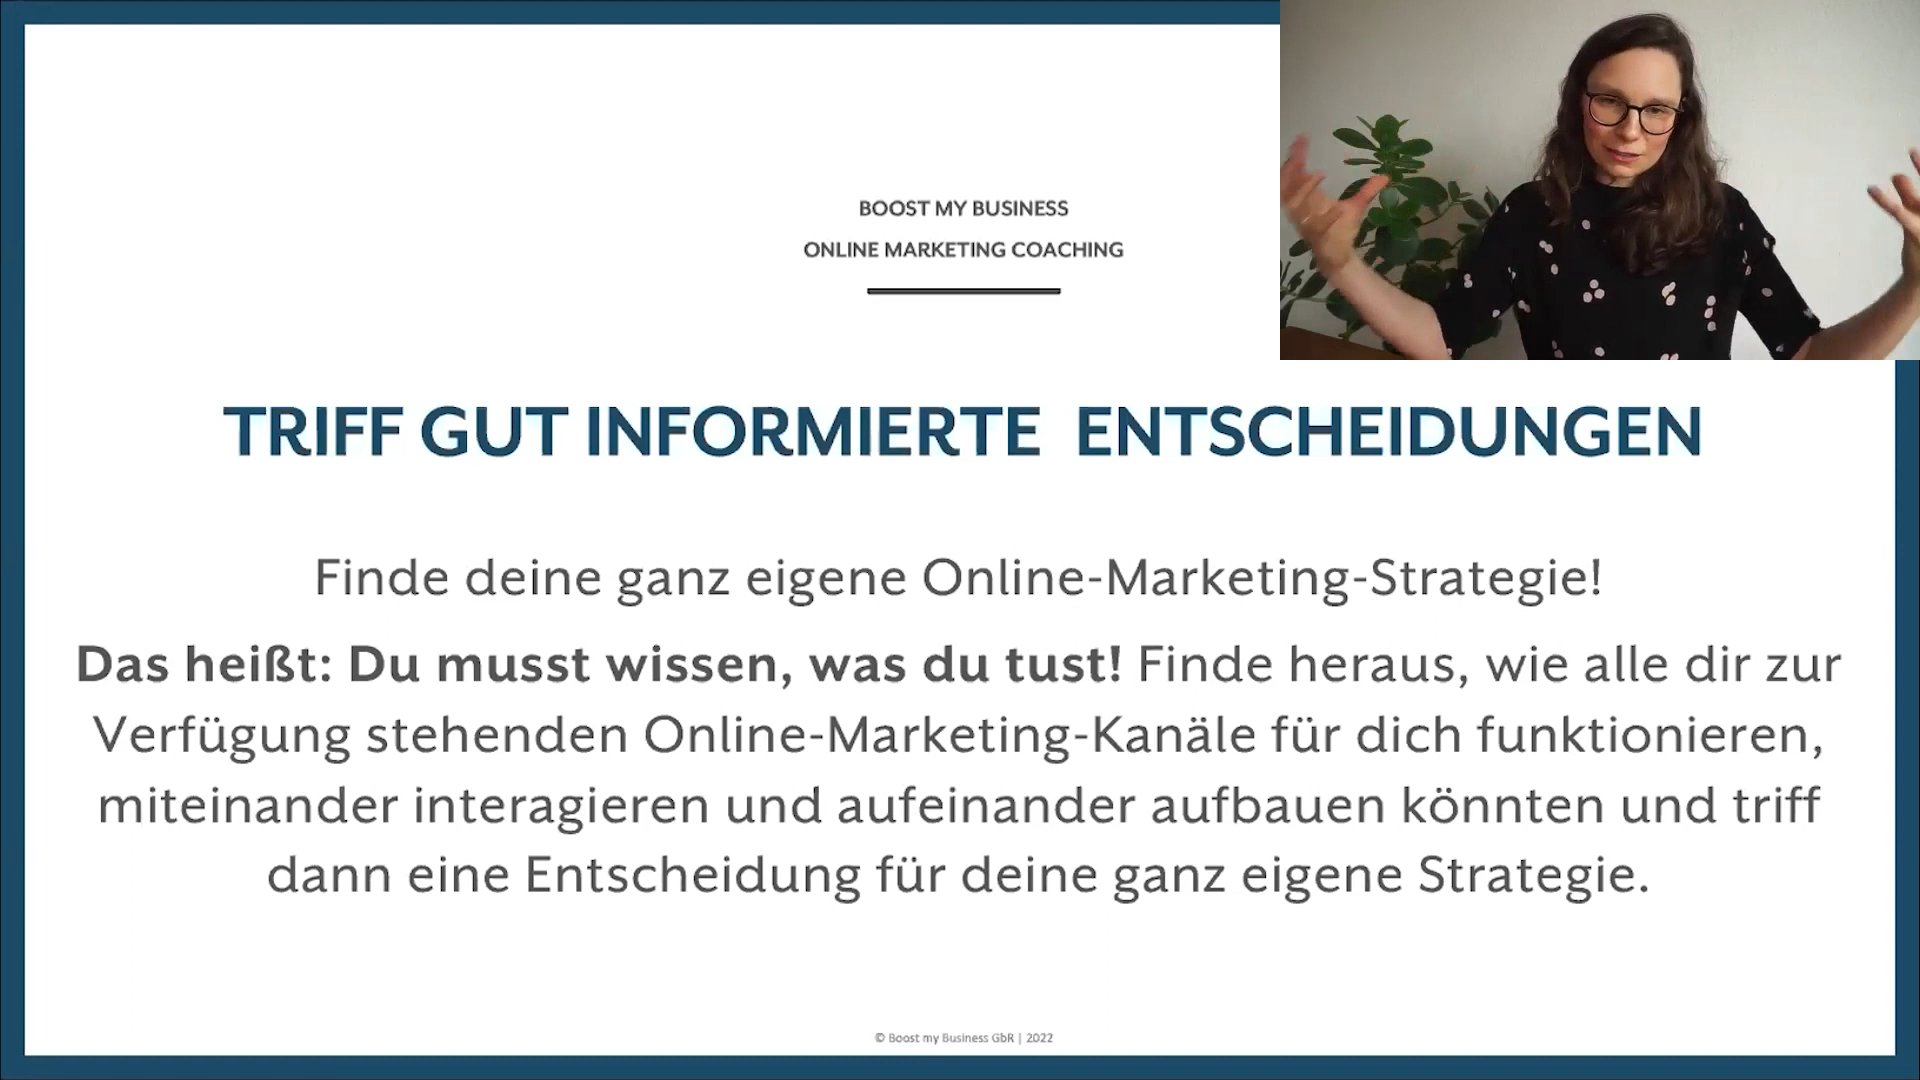 BOOST MY BUSINESS
ONLINE MARKETING COACHING
TRIFF GUT INFORMIERTE ENTSCHEIDUNGEN
Finde deine ganz eigene Online-Marketing-Strategie!
Das heißt: Du musst wissen, was du tust! Finde heraus, wie alle dir zur
Verfügung stehenden Online-Marketing-Kanäle für dich funktionieren,
miteinander interagieren und aufeinander aufbauen könnten und triff
dann eine Entscheidung für deine ganz eigene Strategie.
© Boost my Business GbR | 2022